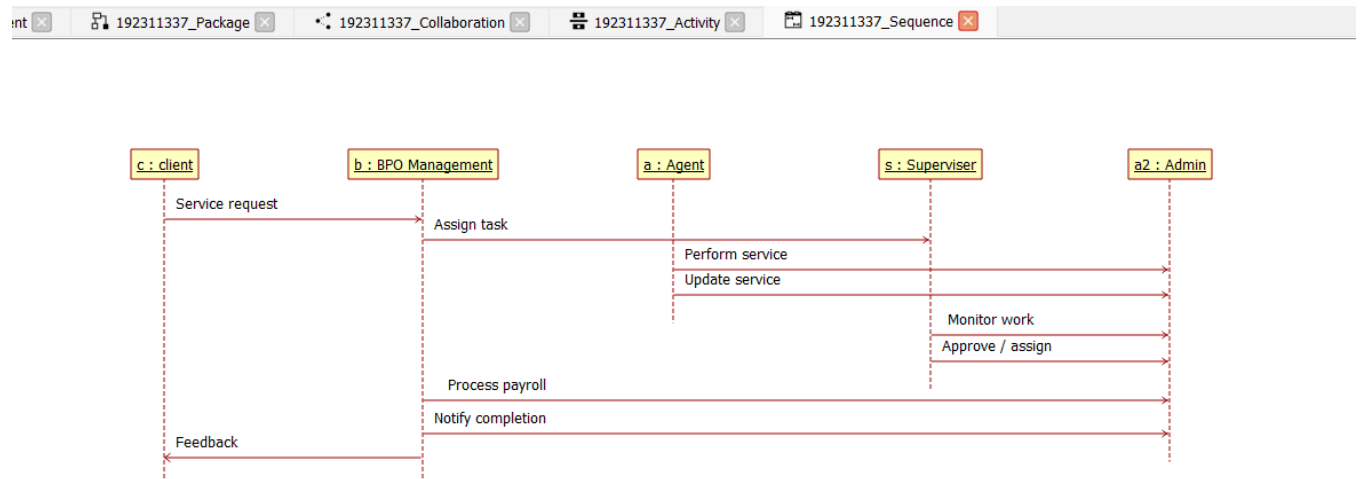 ent 192311337_Package 192311337_Collaboration 192311337_Activity 192311337_Sequence
c : client b : BPO Management a : Agent s : Superviser a2 : Admin
Service request
Assign task
Perform service
Update service
Monitor work
Approve / assign
Process payroll
Notify completion
Feedback